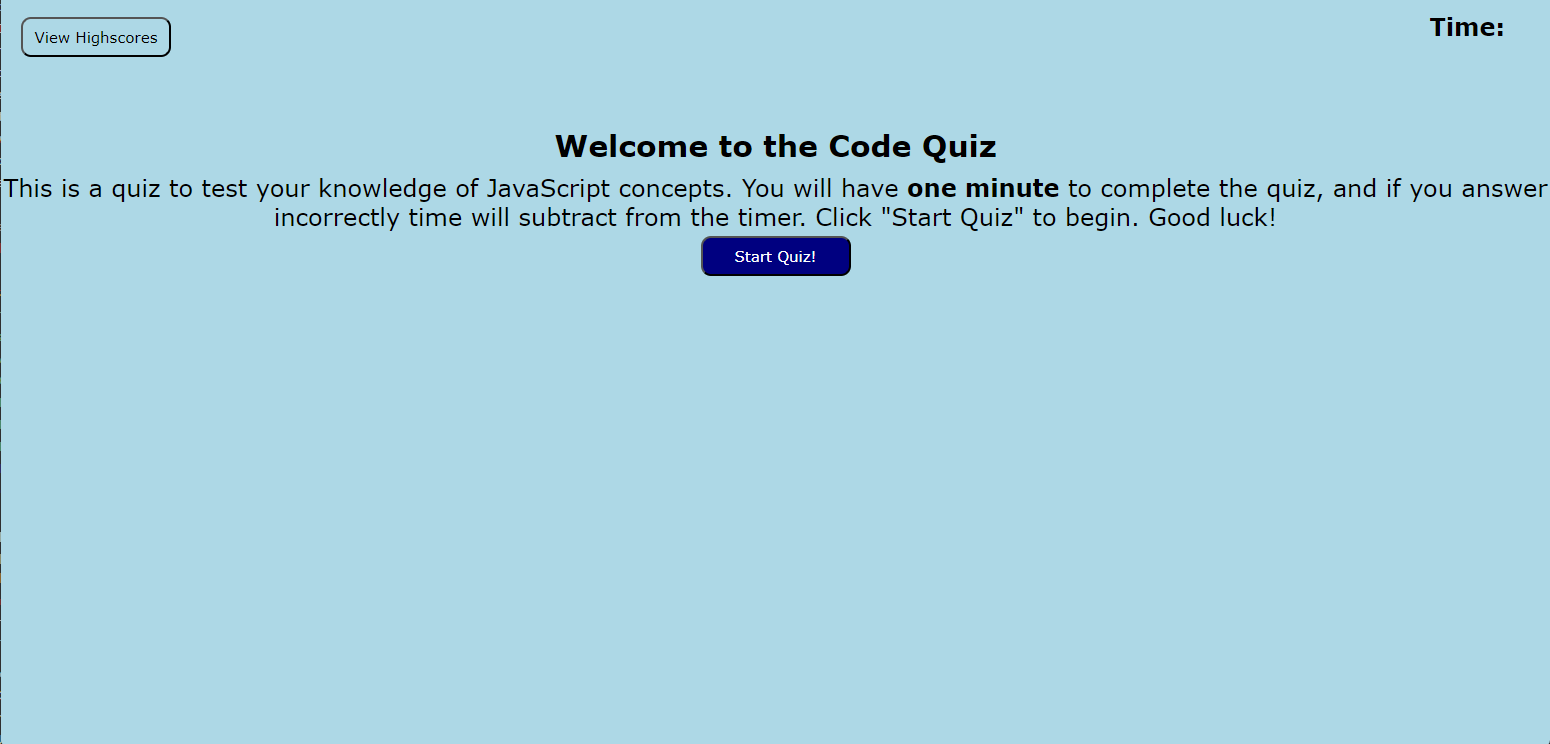 View Highscores
Time:
Welcome to the Code Quiz
This is a quiz to test your knowledge of JavaScript concepts. You will have one minute to complete the quiz, and if you answer
incorrectly time will subtract from the timer. Click "Start Quiz" to begin. Good luck!
Start Quiz!